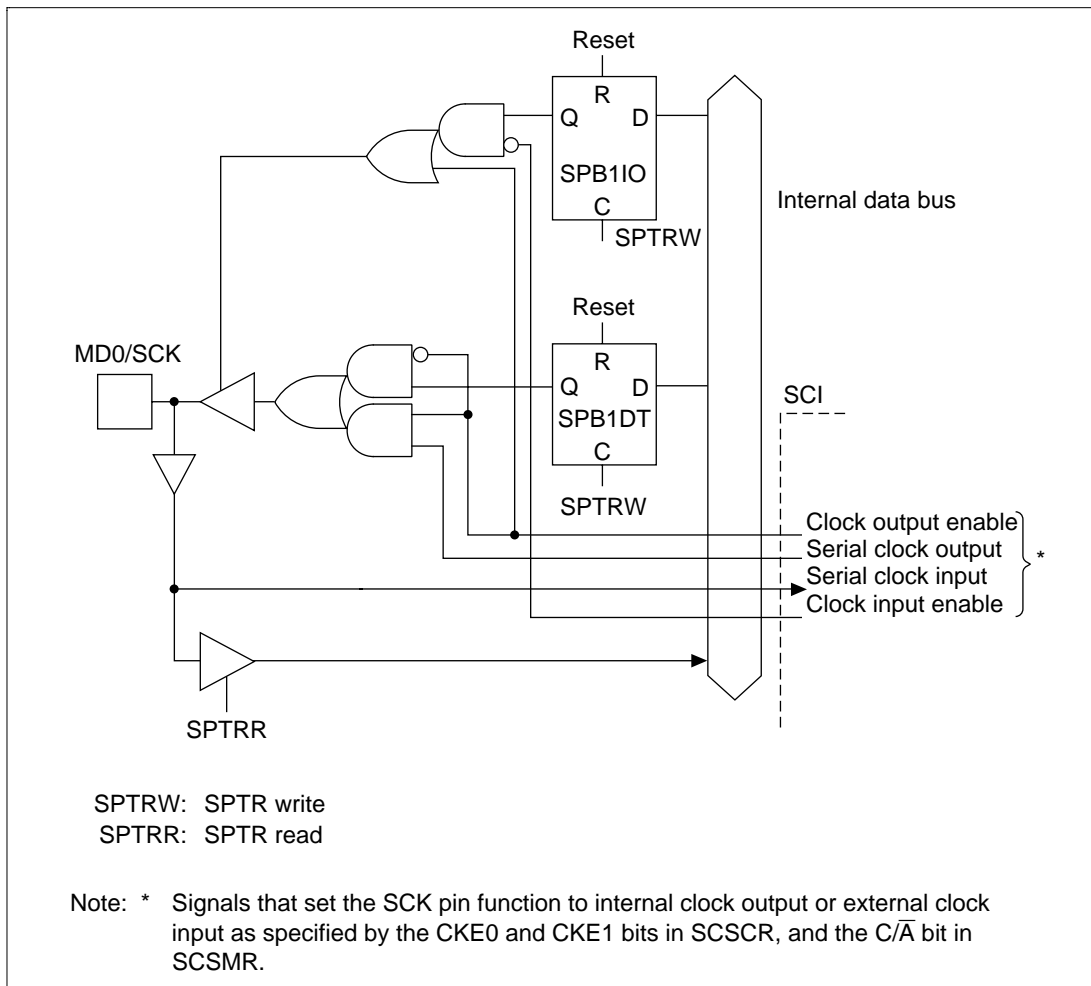 Reset
R
Q D
SPB1IO
C
SPTRW
Internal data bus
Reset
MD0/SCK
R
Q D
SCI
SPB1DT
C
SPTRW
Clock output enable
Serial clock output
*
Serial clock input
Clock input enable
SPTRR
SPTRW: SPTR write
SPTRR: SPTR read
Note: * Signals that set the SCK pin function to internal clock output or external clock
input as specified by the CKE0 and CKE1 bits in SCSCR, and the C/A̅ bit in
SCSMR.